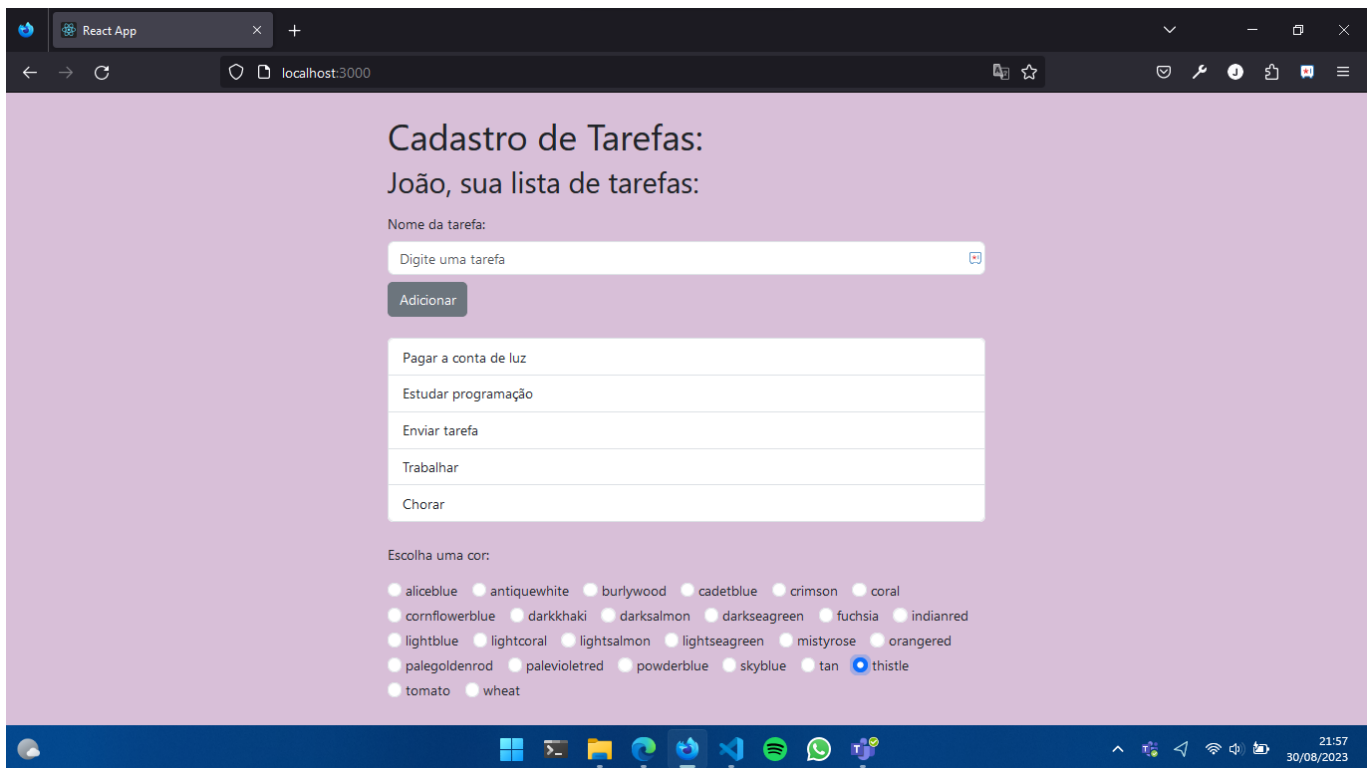 React App
localhost:3000
Cadastro de Tarefas:
João, sua lista de tarefas:
Nome da tarefa:
Digite uma tarefa
Adicionar
Pagar a conta de luz
Estudar programação
Enviar tarefa
Trabalhar
Chorar
Escolha uma cor:
aliceblue antiquewhite burlywood cadetblue crimson coral
cornflowerblue darkkhaki darksalmon darkseagreen fuchsia indianred
lightblue lightcoral lightsalmon lightseagreen mistyrose orangered
palegoldenrod palevioletred powderblue skyblue tan thistle
tomato wheat
21:57
30/08/2023